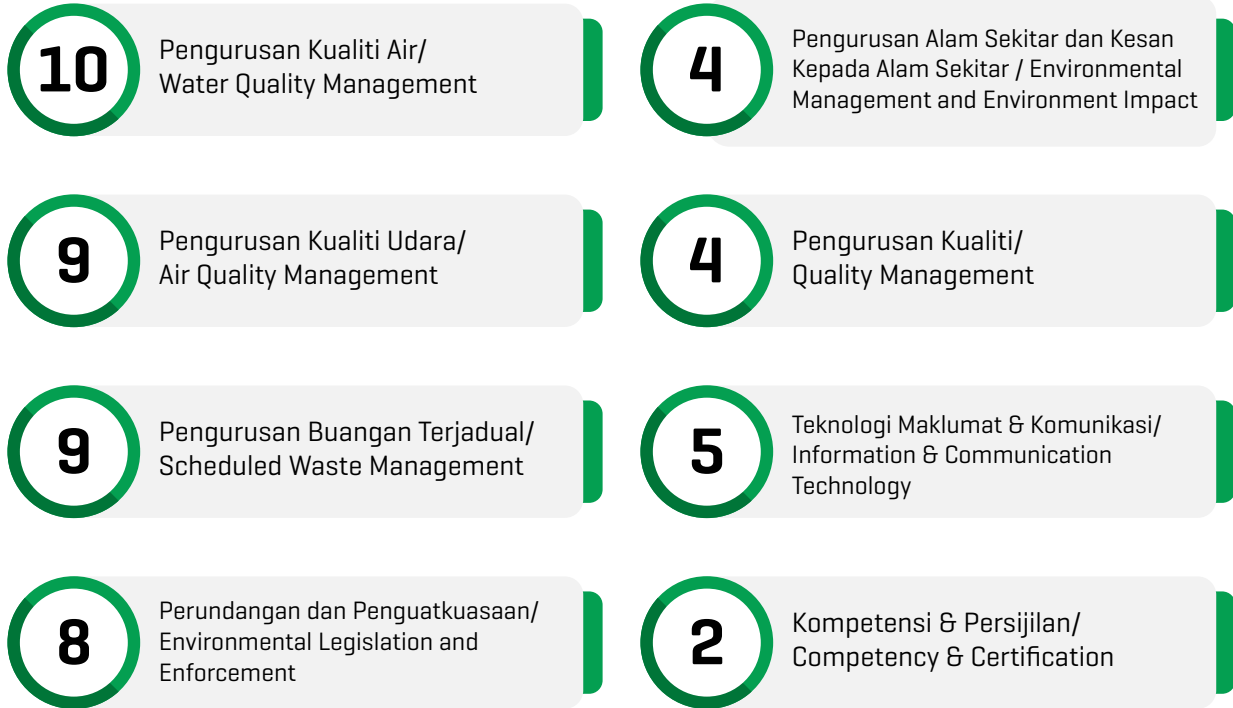 10
Pengurusan Kualiti Air/
Water Quality Management
4
Pengurusan Alam Sekitar dan Kesan
Kepada Alam Sekitar / Environmental
Management and Environment Impact
9
Pengurusan Kualiti Udara/
Air Quality Management
4
Pengurusan Kualiti/
Quality Management
9
Pengurusan Buangan Terjadual/
Scheduled Waste Management
5
Teknologi Maklumat & Komunikasi/
Information & Communication
Technology
8
Perundangan dan Penguatkuasaan/
Environmental Legislation and
Enforcement
2
Kompetensi & Persijilan/
Competency & Certification